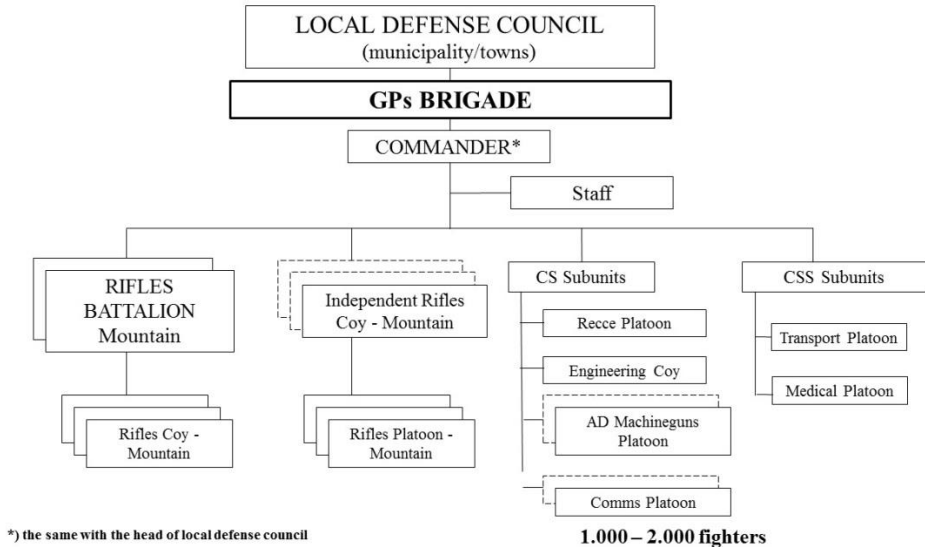 LOCAL DEFENSE COUNCIL
(municipality/towns)
GPs BRIGADE
COMMANDER*
Staff
RIFLES
BATTALION
Mountain
Independent Rifles
Coy - Mountain
CS Subunits
CSS Subunits
Recce Platoon
Transport Platoon
Engineering Coy
Medical Platoon
Rifles Coy -
Mountain
Rifles Platoon -
Mountain
AD Machineguns
Platoon
Comms Platoon
*) the same with the head of local defense council
1.000 – 2.000 fighters